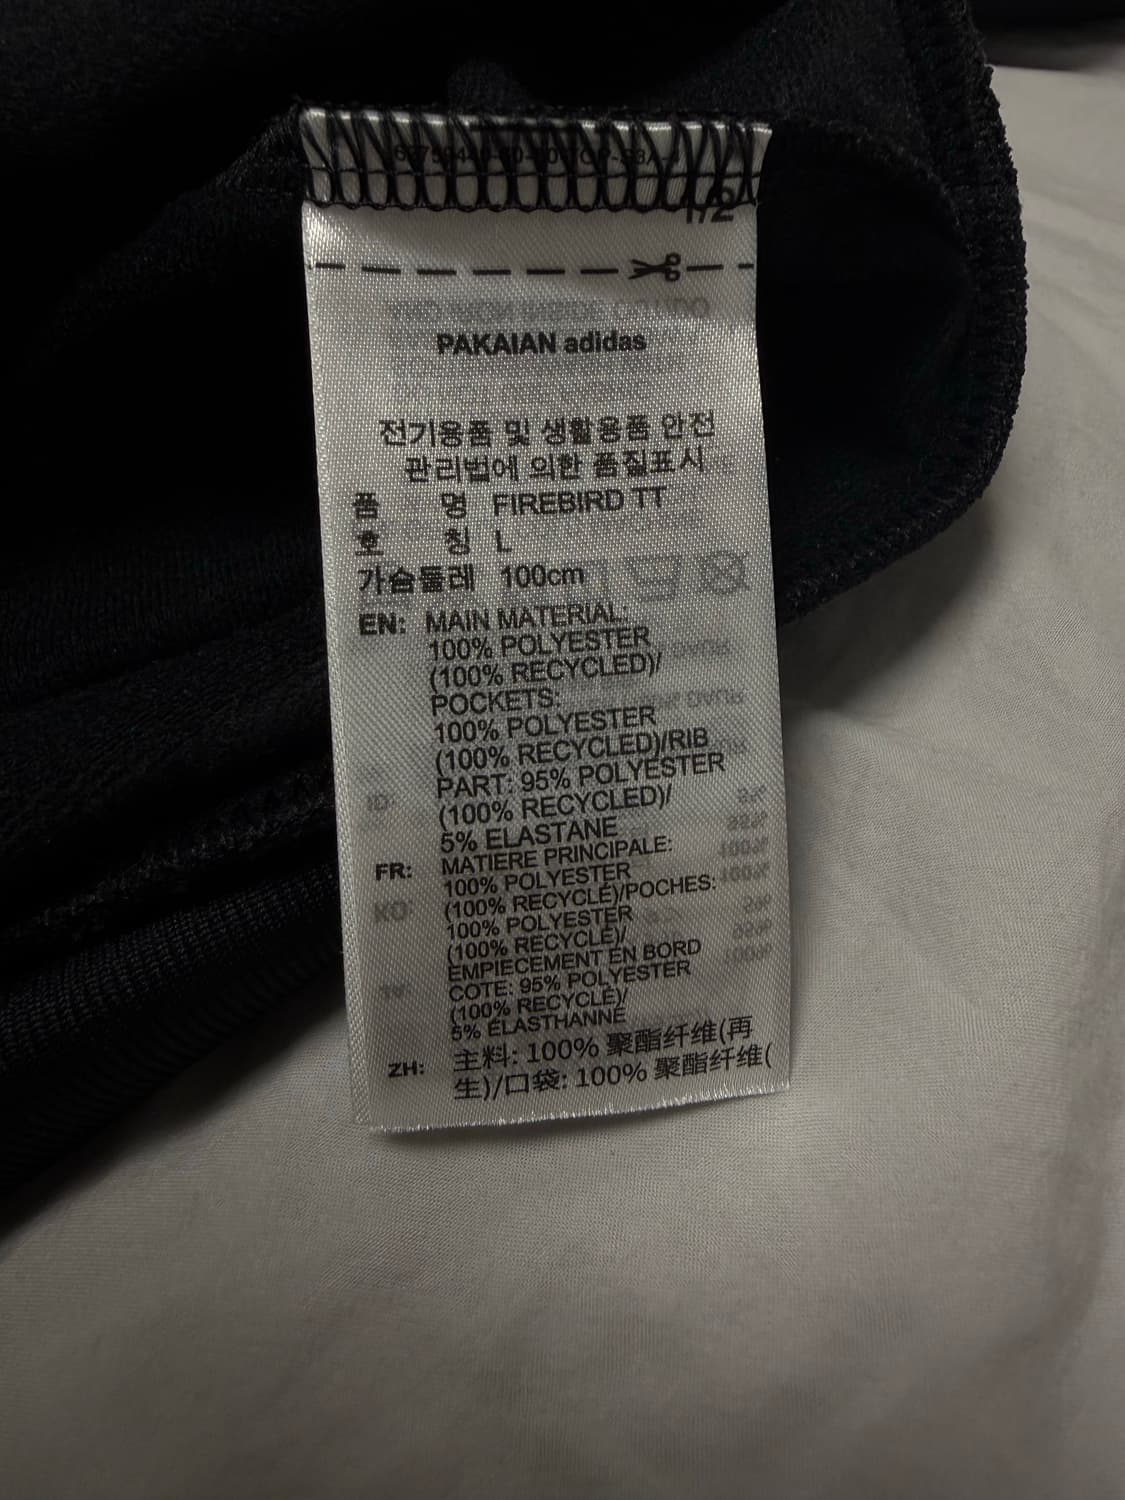 1/2
PAKAIAN adidas
전기용품 및 생활용품 안전
관리법에 의한 품질표시
품 명 FIREBIRD TT
호 칭 L
가슴둘레 100cm
EN: MAIN MATERIAL:
100% POLYESTER
(100% RECYCLED)/
POCKETS:
100% POLYESTER
(100% RECYCLED)/RIB
PART: 95% POLYESTER
(100% RECYCLED)/
5% ELASTANE
FR: MATIERE PRINCIPALE:
100% POLYESTER
(100% RECYCLÉ)/POCHES:
100% POLYESTER
(100% RECYCLÉ)/
EMPIECEMENT EN BORD
COTE: 95% POLYESTER
(100% RECYCLÉ)/
5% ÉLASTHANNE
ZH: 主料: 100% 聚酯纤维(再
生)/口袋: 100% 聚酯纤维(